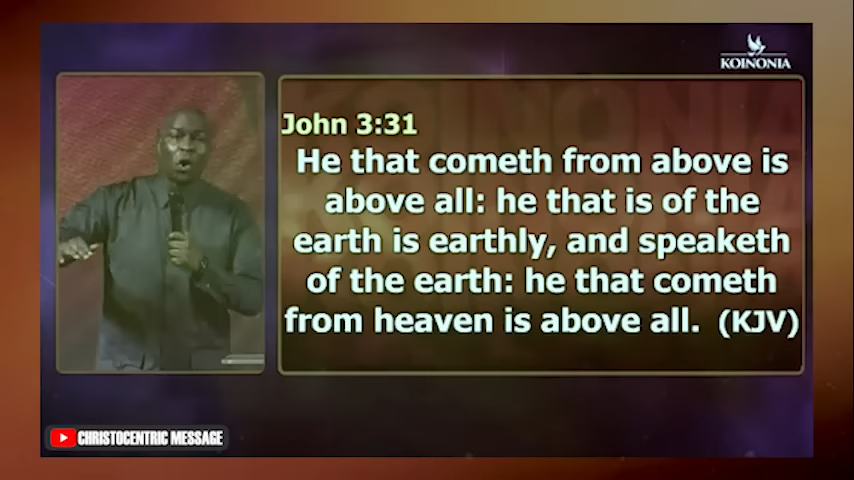 KOINONIA
John 3:31
He that cometh from above is
above all: he that is of the
earth is earthly, and speaketh
of the earth: he that cometh
from heaven is above all. (KJV)
CHRISTOCENTRIC MESSAGE